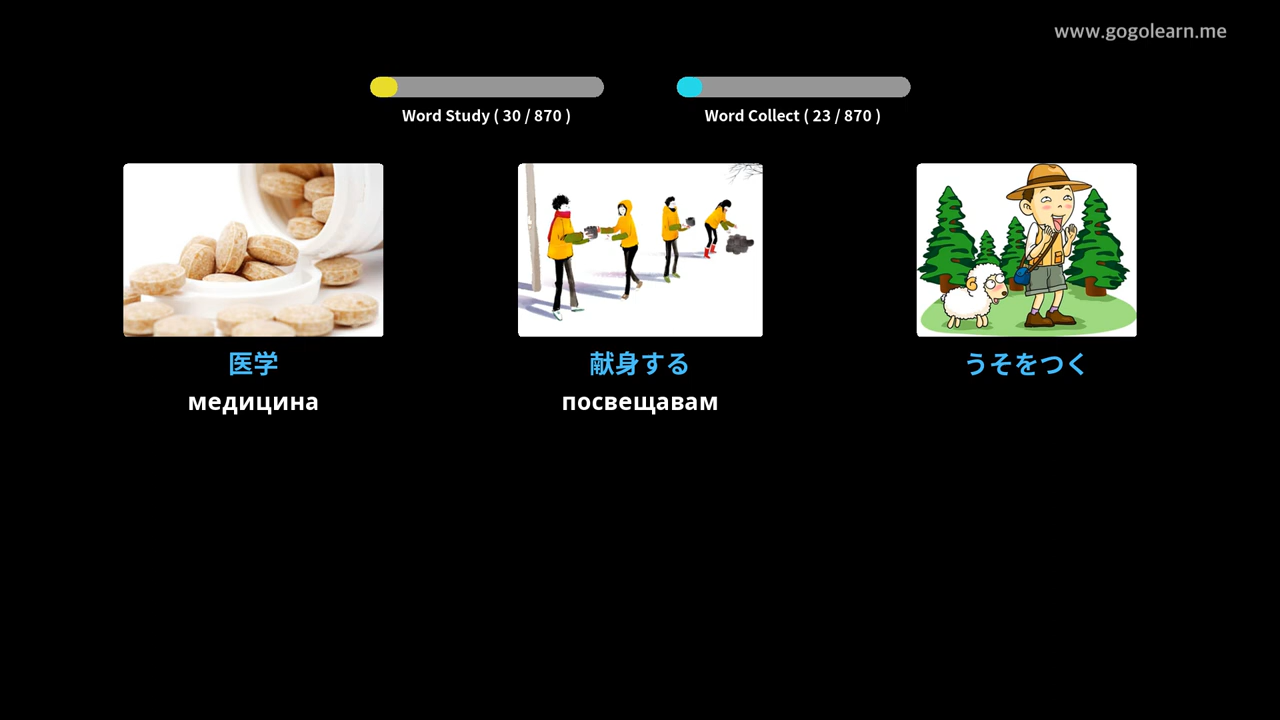 www.gogolearn.me
Word Study ( 30 / 870 )
Word Collect ( 23 / 870 )
医学
献身する
うそをつく
медицина
посвещавам